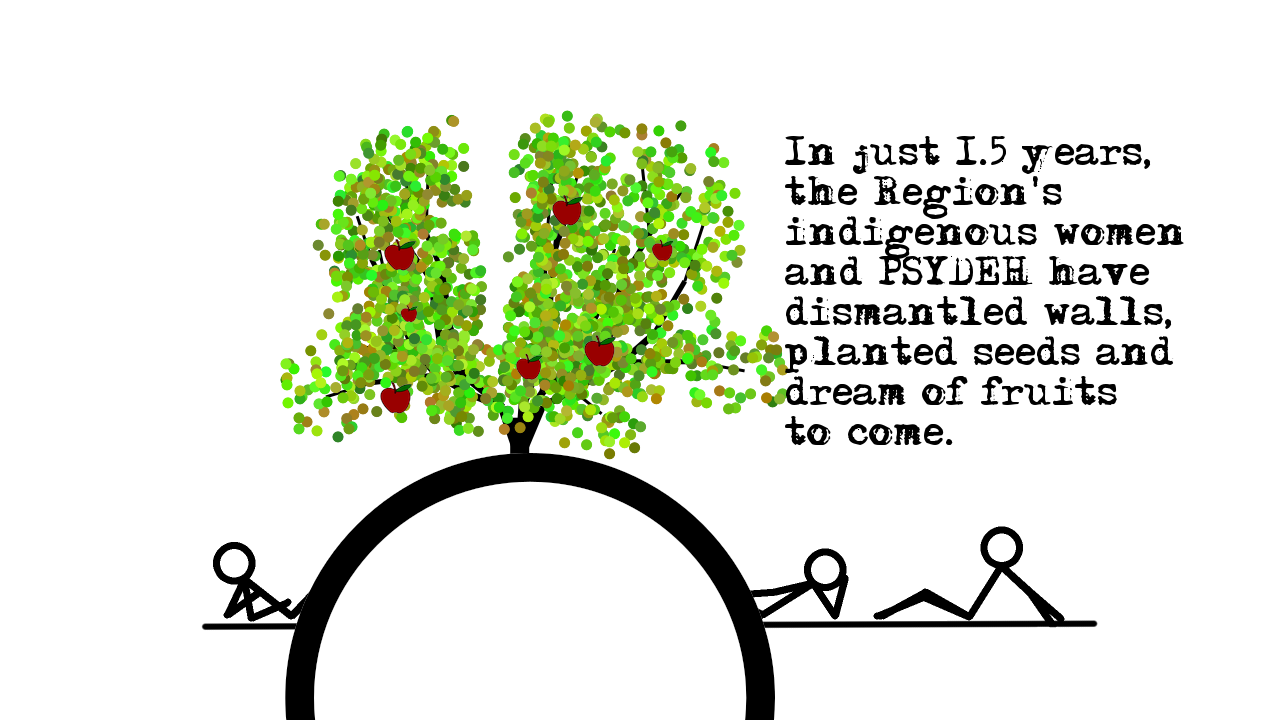 In just 1.5 years,
the Region's
indigenous women
and PSYDEH have
dismantled walls,
planted seeds and
dream of fruits
to come.